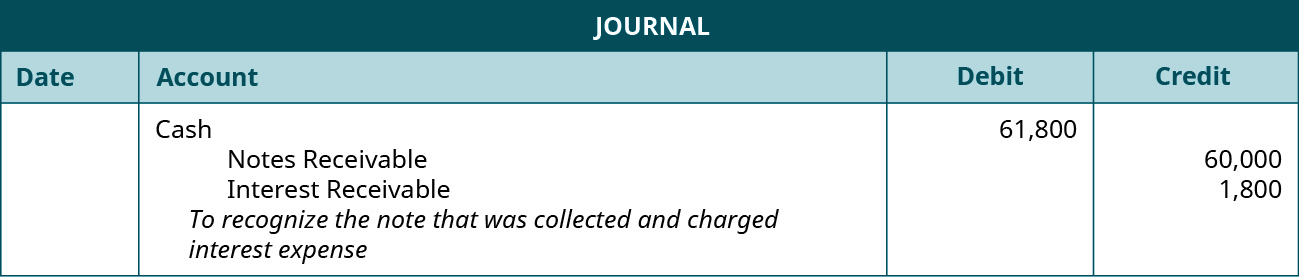 JOURNAL
Date Account Debit Credit
Cash 61,800
Notes Receivable 60,000
Interest Receivable 1,800
To recognize the note that was collected and charged
interest expense